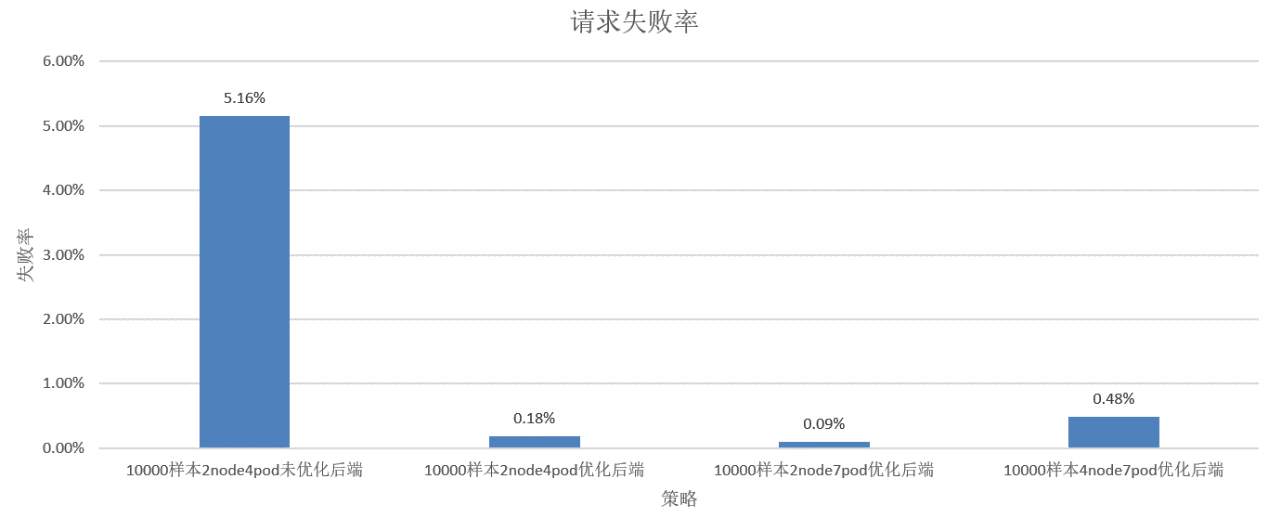 请求失败率
6.00%
5.00%
4.00%
3.00%
2.00%
1.00%
0.00%
失败率
5.16%
0.18%
0.09%
0.48%
10000样本2node4pod未优化后端
10000样本2node4pod优化后端
10000样本2node7pod优化后端
10000样本4node7pod优化后端
策略